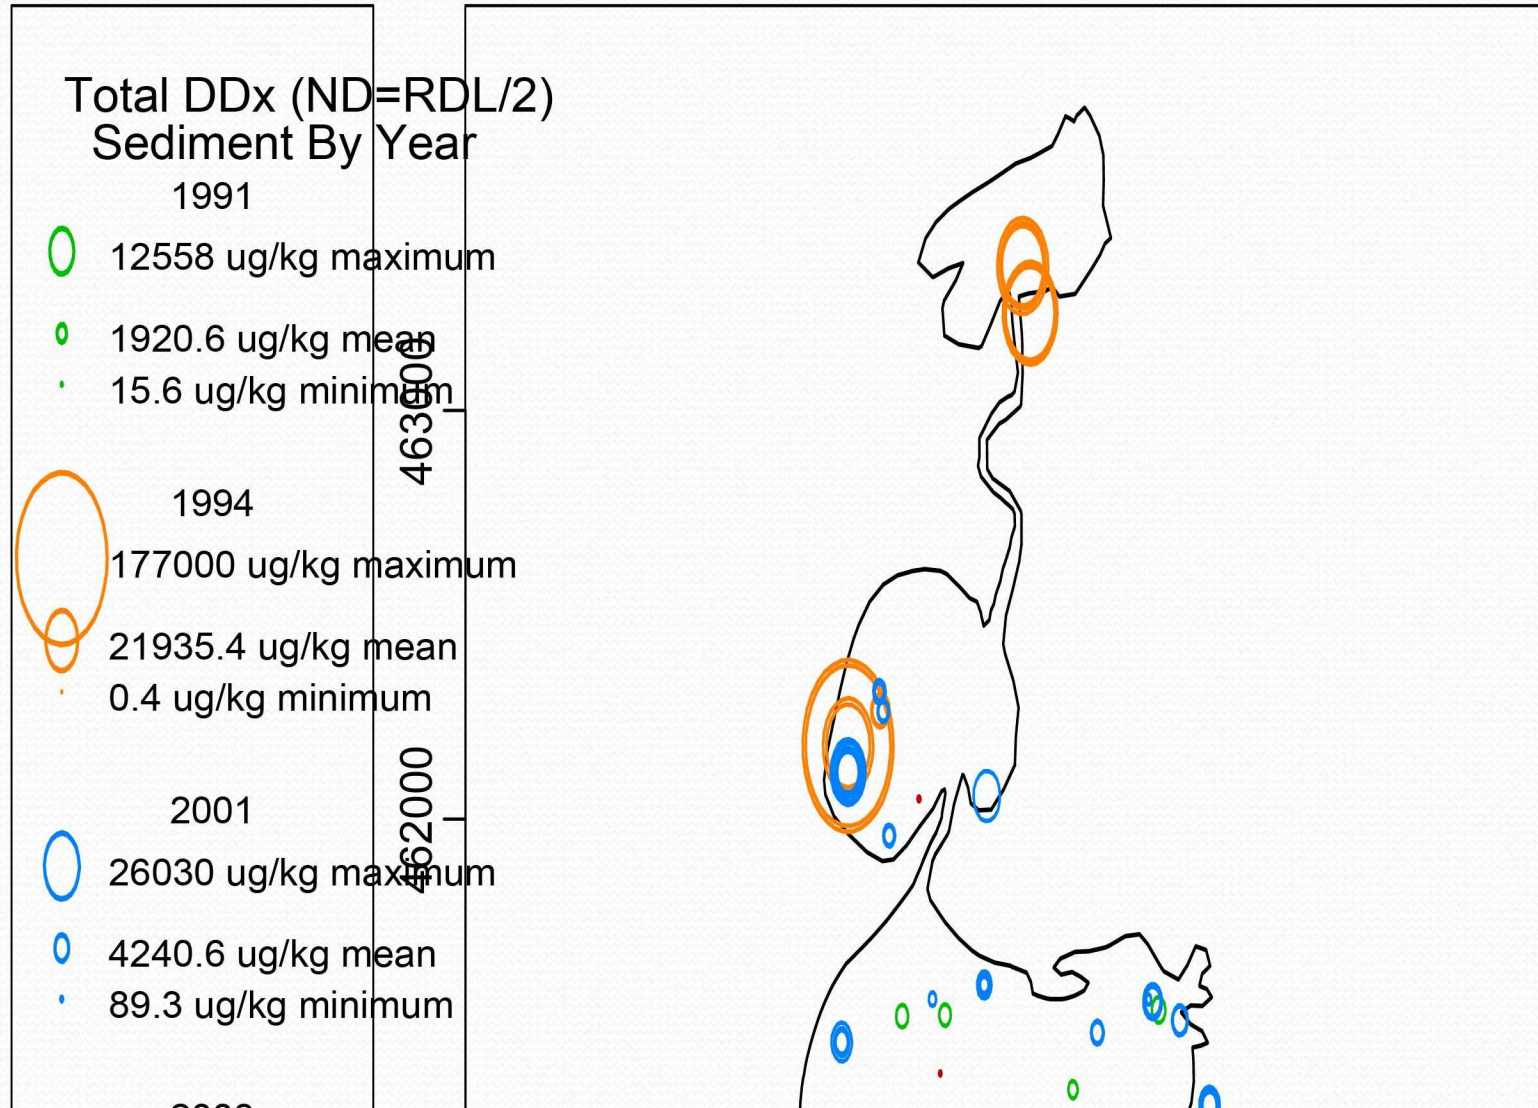 Total DDx (ND=RDL/2)
Sediment By Year
1991
12558 ug/kg maximum
1920.6 ug/kg mean
15.6 ug/kg minimum
1994
177000 ug/kg maximum
21935.4 ug/kg mean
0.4 ug/kg minimum
2001
26030 ug/kg maximum
4240.6 ug/kg mean
89.3 ug/kg minimum
463000
462000